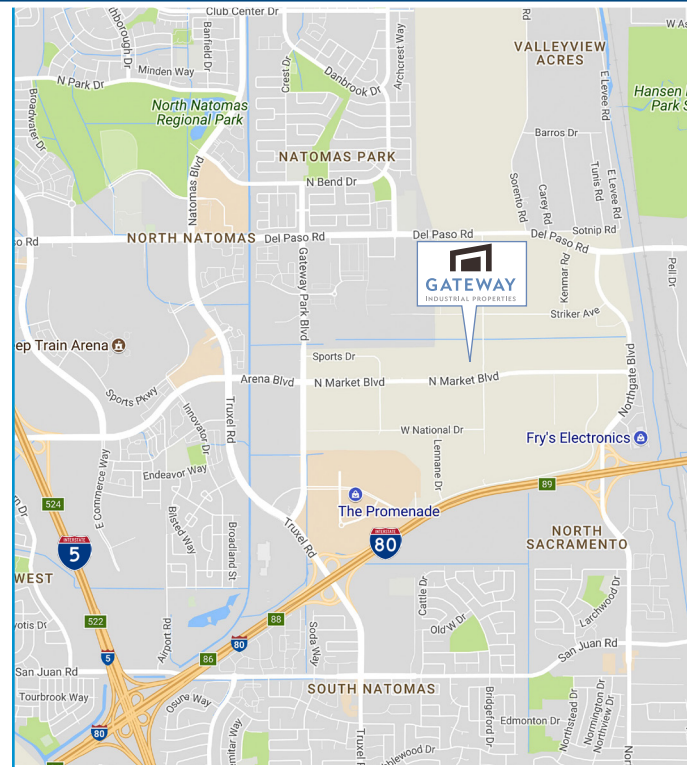 Club Center Dr
Banfield Dr
Minden Way
N Park Dr
Broadwater Dr
North Natomas
Regional Park
Natomas Blvd
Crest Dr
Danbrook Dr
Archcrest Way
NATOMAS PARK
N Bend Dr
Rd
VALLEYVIEW
ACRES
E Levee Rd
Hansen
Park
Barros Dr
Sorento Rd
Carey Rd
Tunis Rd
E Levee Rd
Sotnip Rd
NORTH NATOMAS
Del Paso Rd
Del Paso Rd
Del Paso Rd
Gateway Park Blvd
GATEWAY
INDUSTRIAL PROPERTIES
Kenmar Rd
Pell Dr
Striker Ave
eep Train Arena
Sports Dr
Northgate Blvd
Sports Pkwy
Arena Blvd
N Market Blvd
N Market Blvd
Truxel Rd
Innovator Dr
W National Dr
Lennane Dr
Fry's Electronics
E Commerce Way
Endeavor Way
89
The Promenade
524
Bilsted Way
Broadland St
Truxel Rd
INTERSTATE
5
INTERSTATE
80
NORTH
SACRAMENTO
WEST
Cattle Dr
Larchwood Dr
522
Airport Rd
88
Soda Way
Old W Dr
80
5
86
San Juan Rd
San Juan Rd
Tourbrook Way
Osure Way
SOUTH NATOMAS
Bridgeford Dr
Edmonton Dr
Northstead Dr
Normington Dr
Northview Dr
80
Truxel